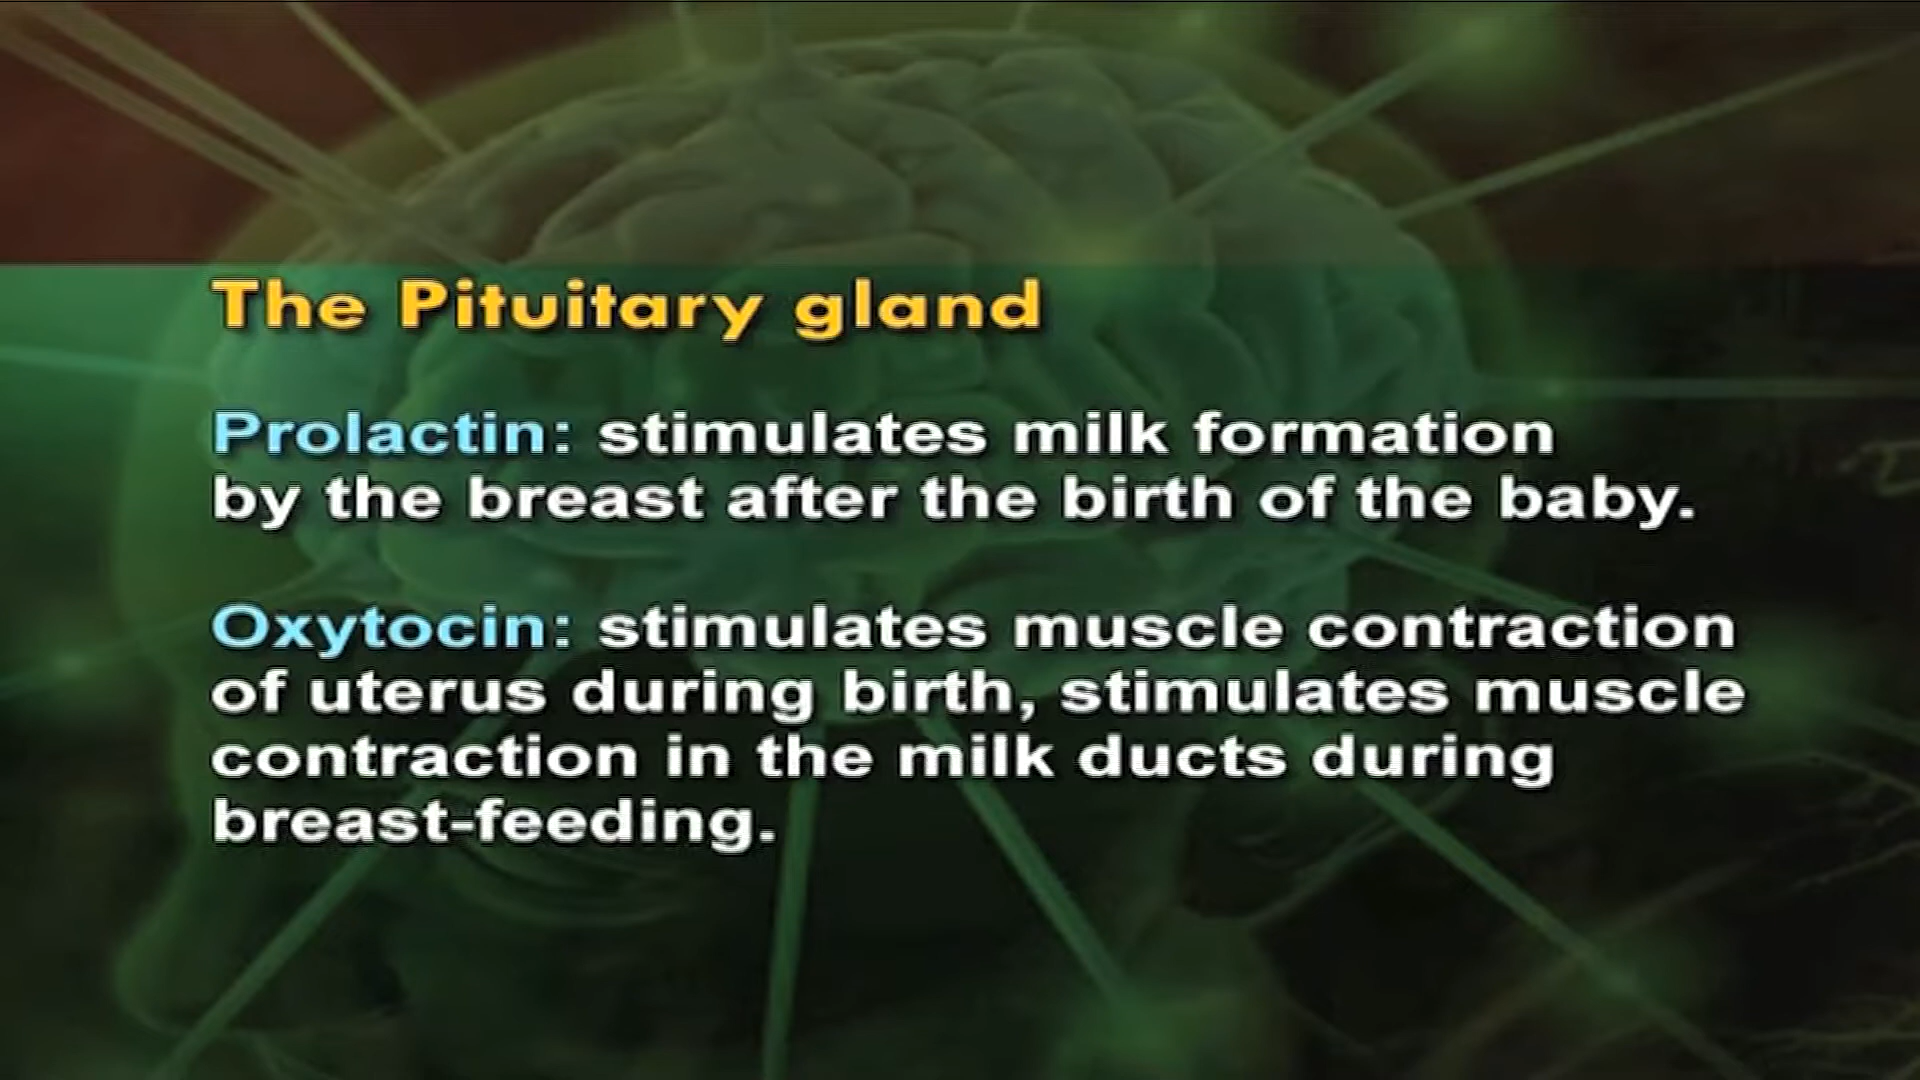 The Pituitary gland
Prolactin: stimulates milk formation
by the breast after the birth of the baby.
Oxytocin: stimulates muscle contraction
of uterus during birth, stimulates muscle
contraction in the milk ducts during
breast-feeding.